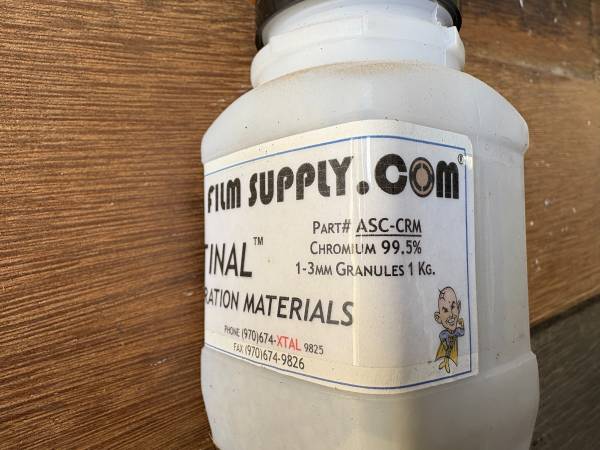 FILM SUPPLY.COM®
PART# ASC-CRM
CHROMIUM 99.5%
1-3MM GRANULES 1 KG.
TINAL™
RATION MATERIALS
PHONE (970)674-XTAL 9825
FAX (970)674-9826